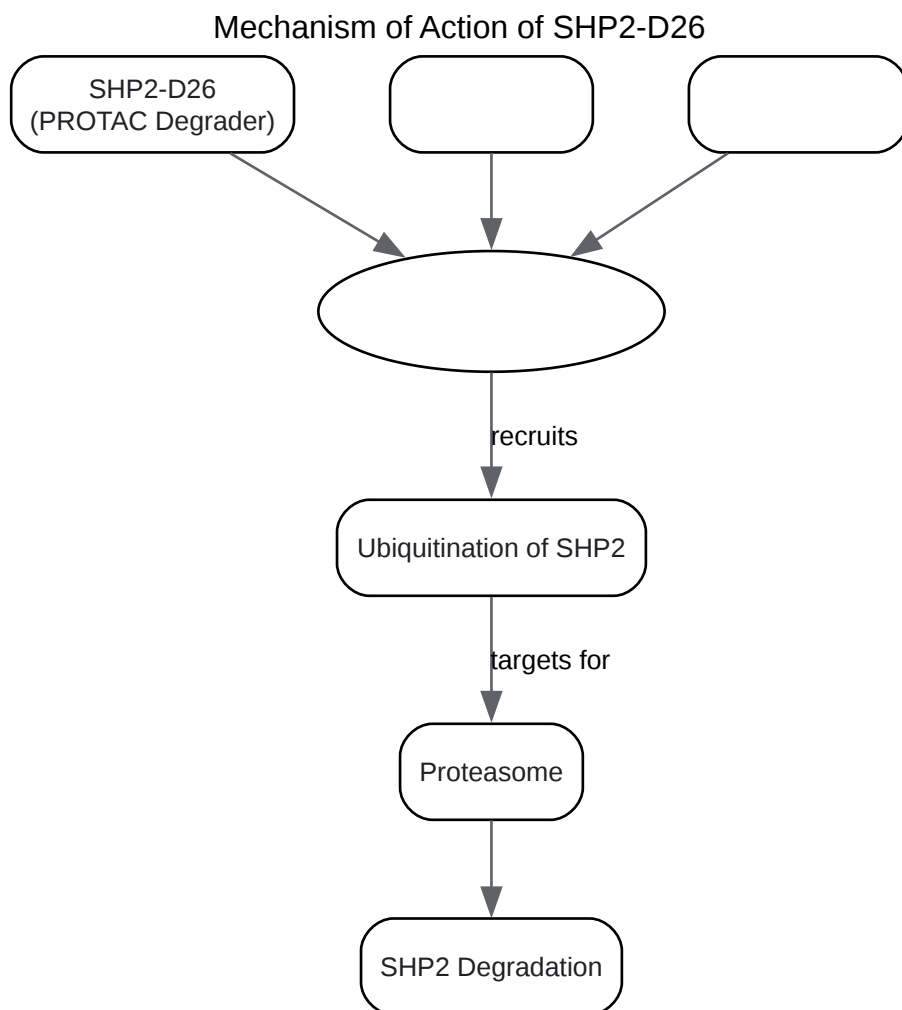 Mechanism of Action of SHP2-D26
SHP2-D26
(PROTAC Degrader)
recruits
Ubiquitination of SHP2
targets for
Proteasome
SHP2 Degradation